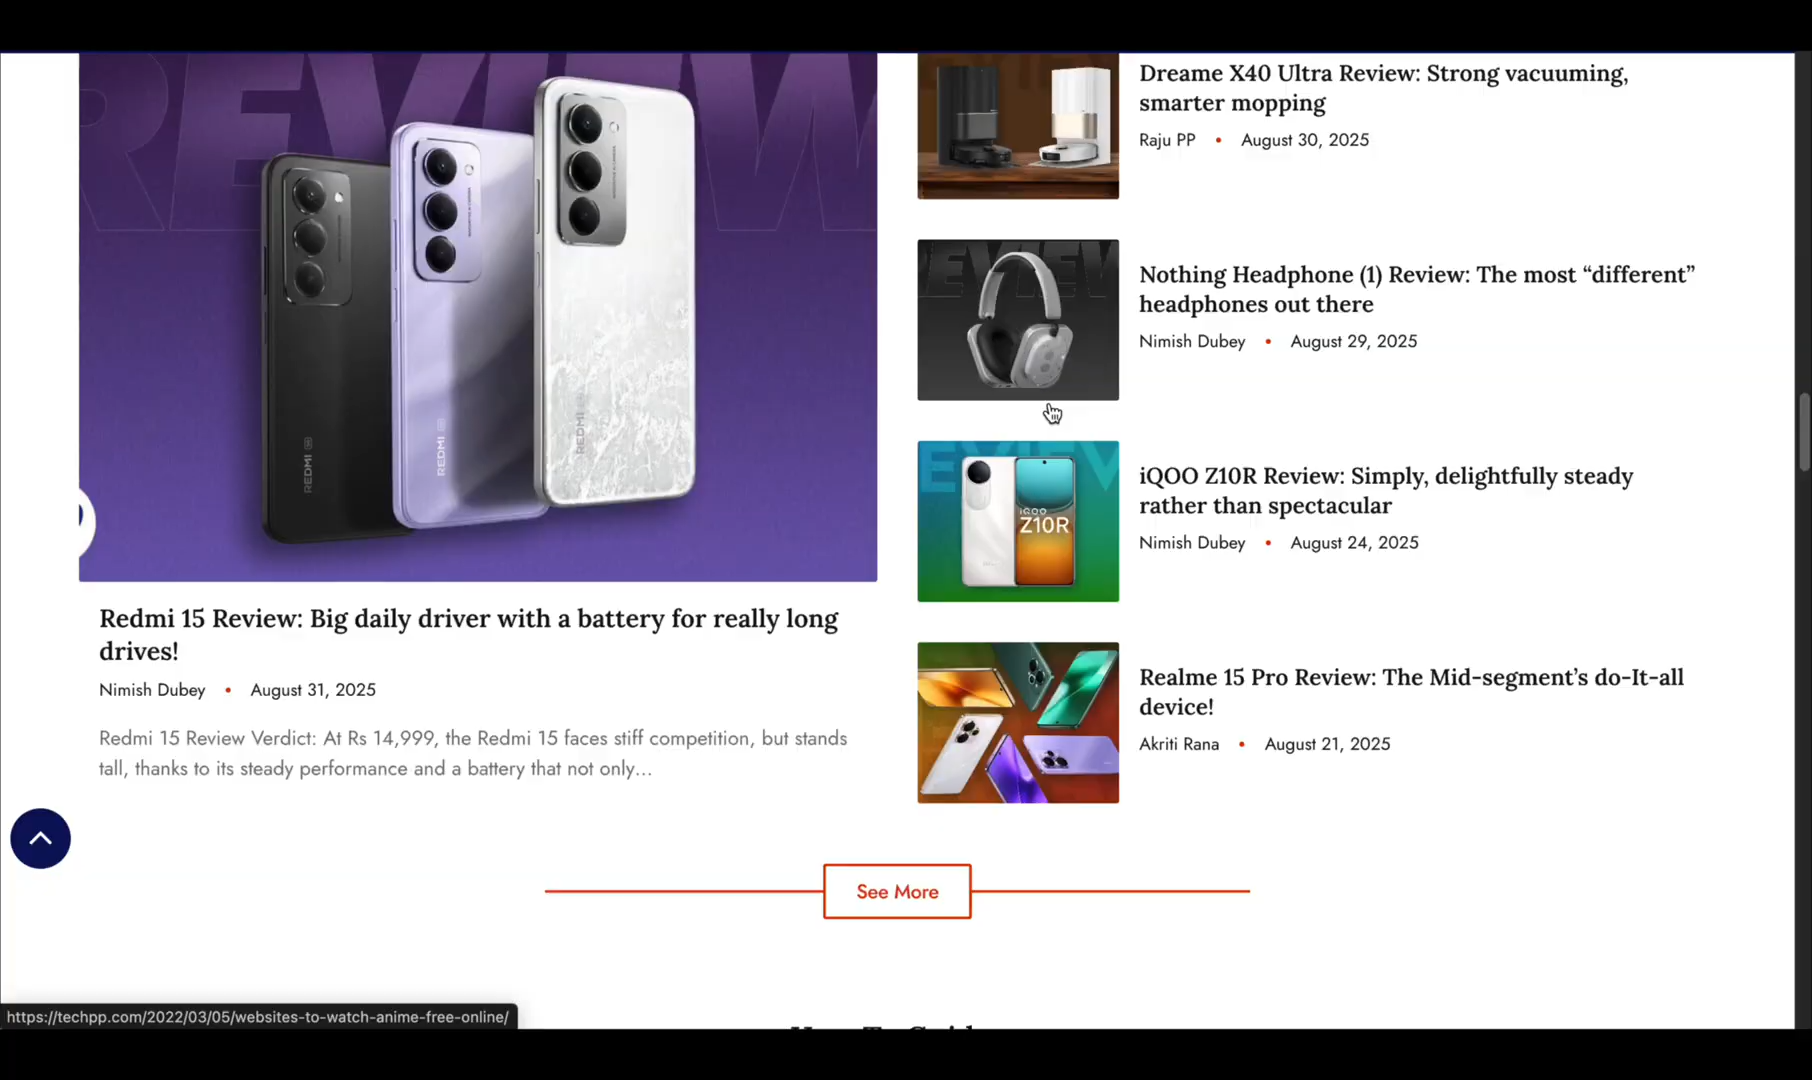 REVIEW
REDMI
REDMI
REDMI
Redmi 15 Review: Big daily driver with a battery for really long
drives!
Nimish Dubey • August 31, 2025
Redmi 15 Review Verdict: At Rs 14,999, the Redmi 15 faces stiff competition, but stands
tall, thanks to its steady performance and a battery that not only...
Dreame X40 Ultra Review: Strong vacuuming,
smarter mopping
Raju PP • August 30, 2025
Nothing Headphone (1) Review: The most “different”
headphones out there
Nimish Dubey • August 29, 2025
iQOO
Z10R
iQOO Z10R Review: Simply, delightfully steady
rather than spectacular
Nimish Dubey • August 24, 2025
Realme 15 Pro Review: The Mid-segment’s do-It-all
device!
Akriti Rana • August 21, 2025
See More
https://techpp.com/2022/03/05/websites-to-watch-anime-free-online/